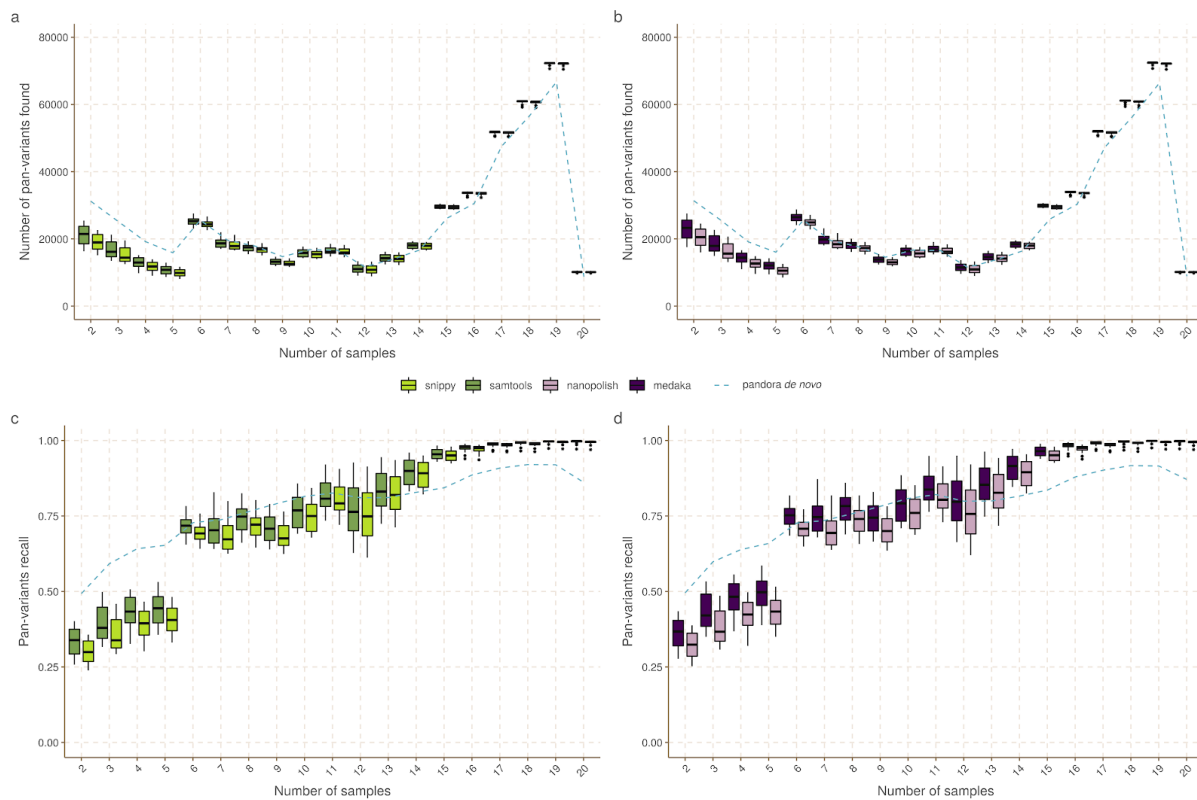 a
80000
60000
40000
20000
0
Number of pan-variants found
2 3 4 5 6 7 8 9 10 11 12 13 14 15 16 17 18 19 20
Number of samples
b
80000
60000
40000
20000
0
Number of pan-variants found
2 3 4 5 6 7 8 9 10 11 12 13 14 15 16 17 18 19 20
Number of samples
snippy samtools nanopolish medaka pandora de novo
c
1.00
0.75
0.50
0.25
0.00
Pan-variants recall
2 3 4 5 6 7 8 9 10 11 12 13 14 15 16 17 18 19 20
Number of samples
d
1.00
0.75
0.50
0.25
0.00
Pan-variants recall
2 3 4 5 6 7 8 9 10 11 12 13 14 15 16 17 18 19 20
Number of samples